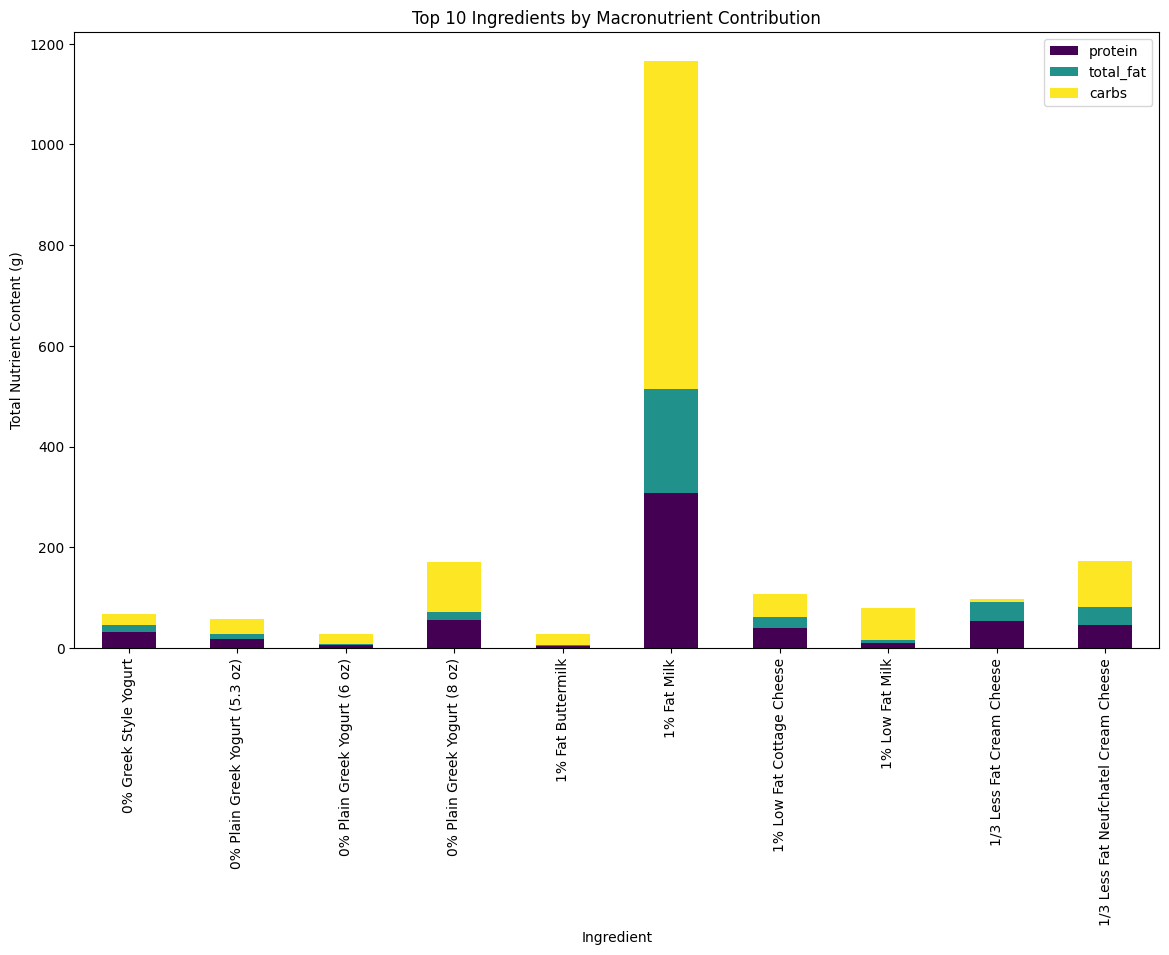 Top 10 Ingredients by Macronutrient Contribution
protein
total_fat
carbs
Total Nutrient Content (g)
1200
1000
800
600
400
200
0
0% Greek Style Yogurt
0% Plain Greek Yogurt (5.3 oz)
0% Plain Greek Yogurt (6 oz)
0% Plain Greek Yogurt (8 oz)
1% Fat Buttermilk
1% Fat Milk
1% Low Fat Cottage Cheese
1% Low Fat Milk
1/3 Less Fat Cream Cheese
1/3 Less Fat Neufchatel Cream Cheese
Ingredient